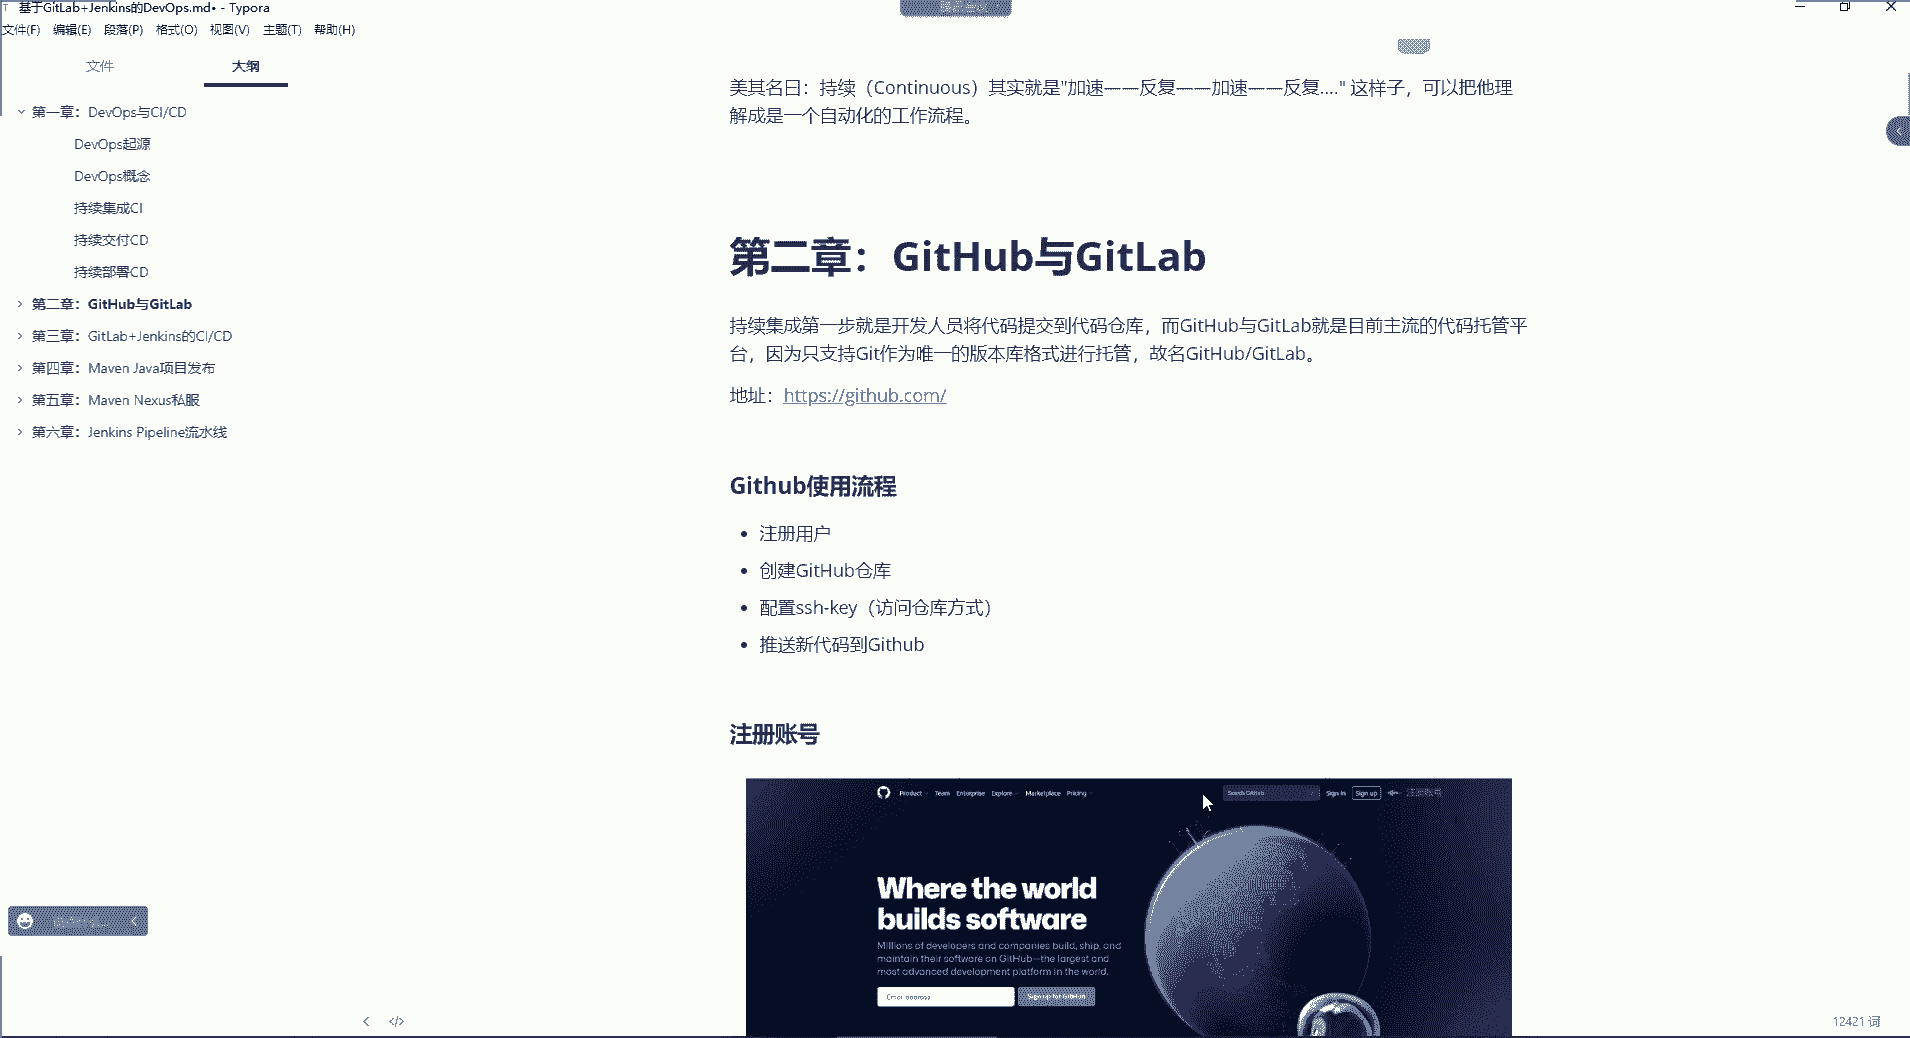 基于GitLab+Jenkins的DevOps.md• - Typora
文件(F) 编辑(E) 段落(P) 格式(O) 视图(V) 主题(T) 帮助(H)
文件 大纲
第一章：DevOps与CI/CD
DevOps起源
DevOps概念
持续集成CI
持续交付CD
持续部署CD
第二章：GitHub与GitLab
第三章：GitLab+Jenkins的CI/CD
第四章：Maven Java项目发布
第五章：Maven Nexus私服
第六章：Jenkins Pipeline流水线
美其名曰：持续（Continuous）其实就是"加速——反复——加速——反复...." 这样子，可以把他理
解成是一个自动化的工作流程。
第二章：GitHub与GitLab
持续集成第一步就是开发人员将代码提交到代码仓库，而GitHub与GitLab就是目前主流的代码托管平
台，因为只支持Git作为唯一的版本库格式进行托管，故名GitHub/GitLab。
地址：https://github.com/
Github使用流程
• 注册用户
• 创建GitHub仓库
• 配置ssh-key（访问仓库方式）
• 推送新代码到Github
注册账号
Product Team Enterprise Explore Marketplace Pricing Search GitHub Sign in Sign up 注册账号
Where the world
builds software
Millions of developers and companies build, ship, and
maintain their software on GitHub—the largest and
most advanced development platform in the world.
Email address Sign up for GitHub
</> 12421 词